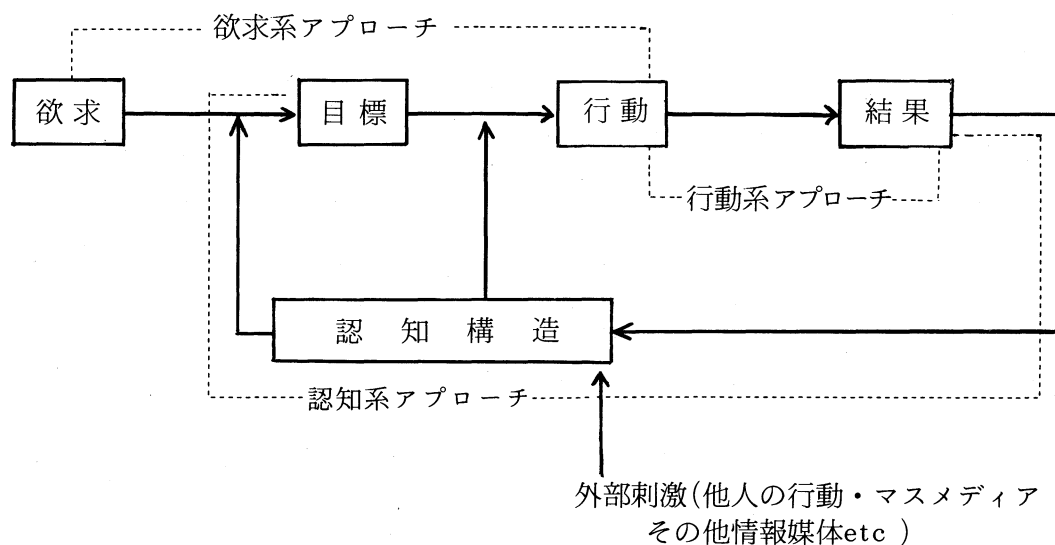 欲求系アプローチ
欲求
目標
行動
結果
行動系アプローチ
認知構造
認知系アプローチ
外部刺激(他人の行動・マスメディア
その他情報媒体etc )